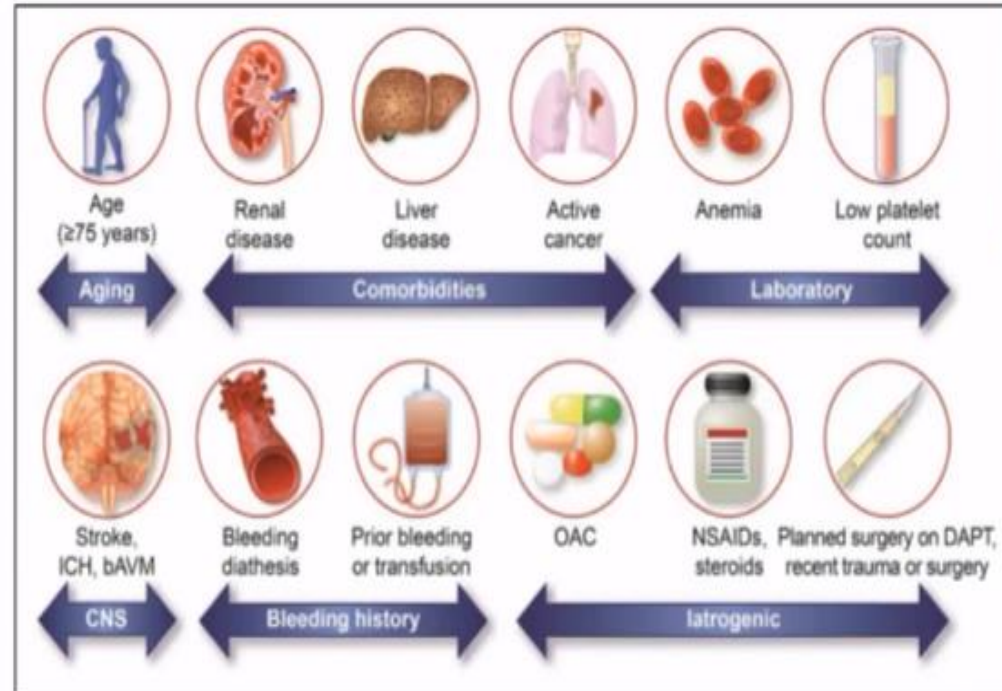 Age
(≥75 years)
Renal
disease
Liver
disease
Active
cancer
Anemia
Low platelet
count
Aging
Comorbidities
Laboratory
Stroke,
ICH, bAVM
Bleeding
diathesis
Prior bleeding
or transfusion
OAC
NSAIDs,
steroids
Planned surgery on DAPT,
recent trauma or surgery
CNS
Bleeding history
Iatrogenic